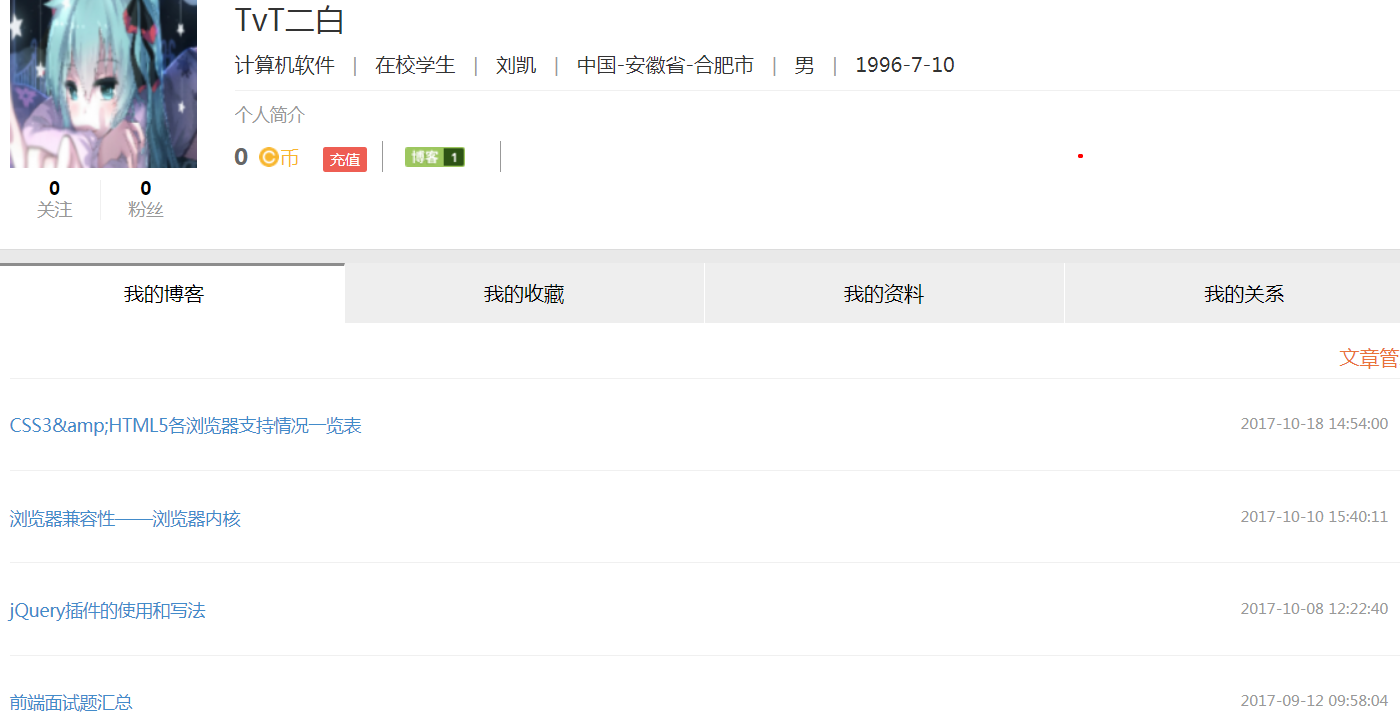 TvT二白
计算机软件 | 在校学生 | 刘凯 | 中国-安徽省-合肥市 | 男 | 1996-7-10
个人简介
0 C币 充值 博客 1
0 0
关注 粉丝
我的博客 我的收藏 我的资料 我的关系
文章管
CSS3&amp;HTML5各浏览器支持情况一览表 2017-10-18 14:54:00
浏览器兼容性——浏览器内核 2017-10-10 15:40:11
jQuery插件的使用和写法 2017-10-08 12:22:40
前端面试题汇总 2017-09-12 09:58:04